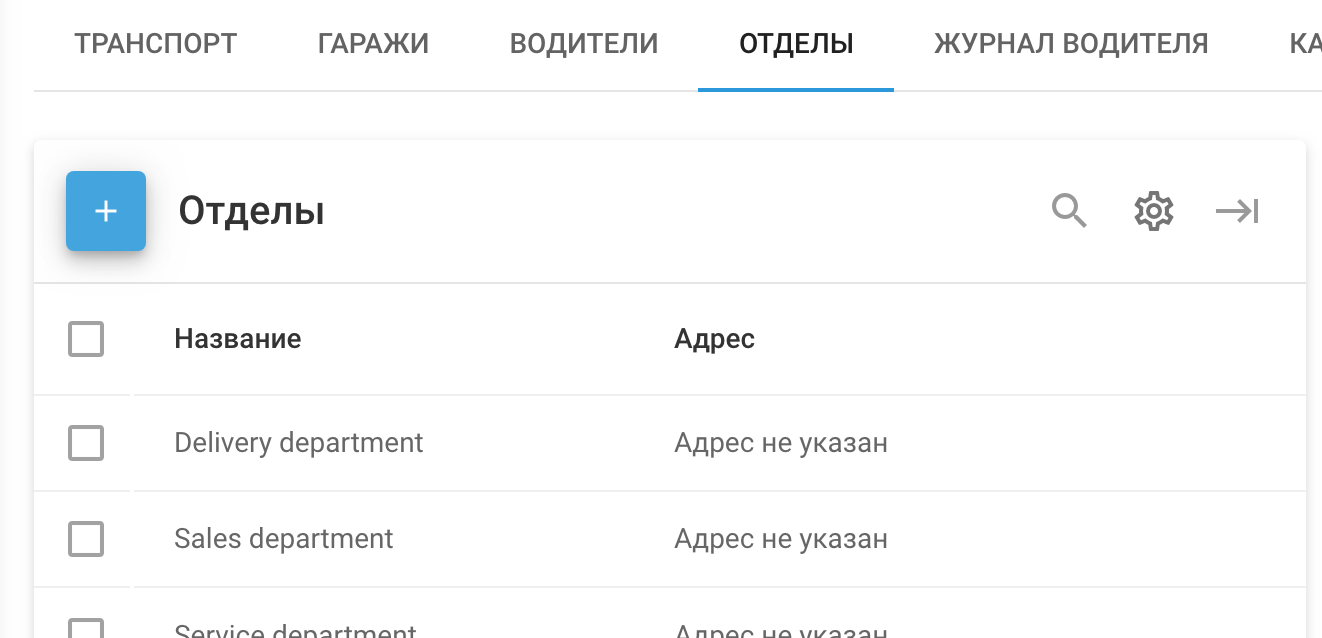 ТРАНСПОРТ ГАРАЖИ ВОДИТЕЛИ ОТДЕЛЫ ЖУРНАЛ ВОДИТЕЛЯ КА
Отделы
Название Адрес
Delivery department Адрес не указан
Sales department Адрес не указан
Service department Адрес не указан